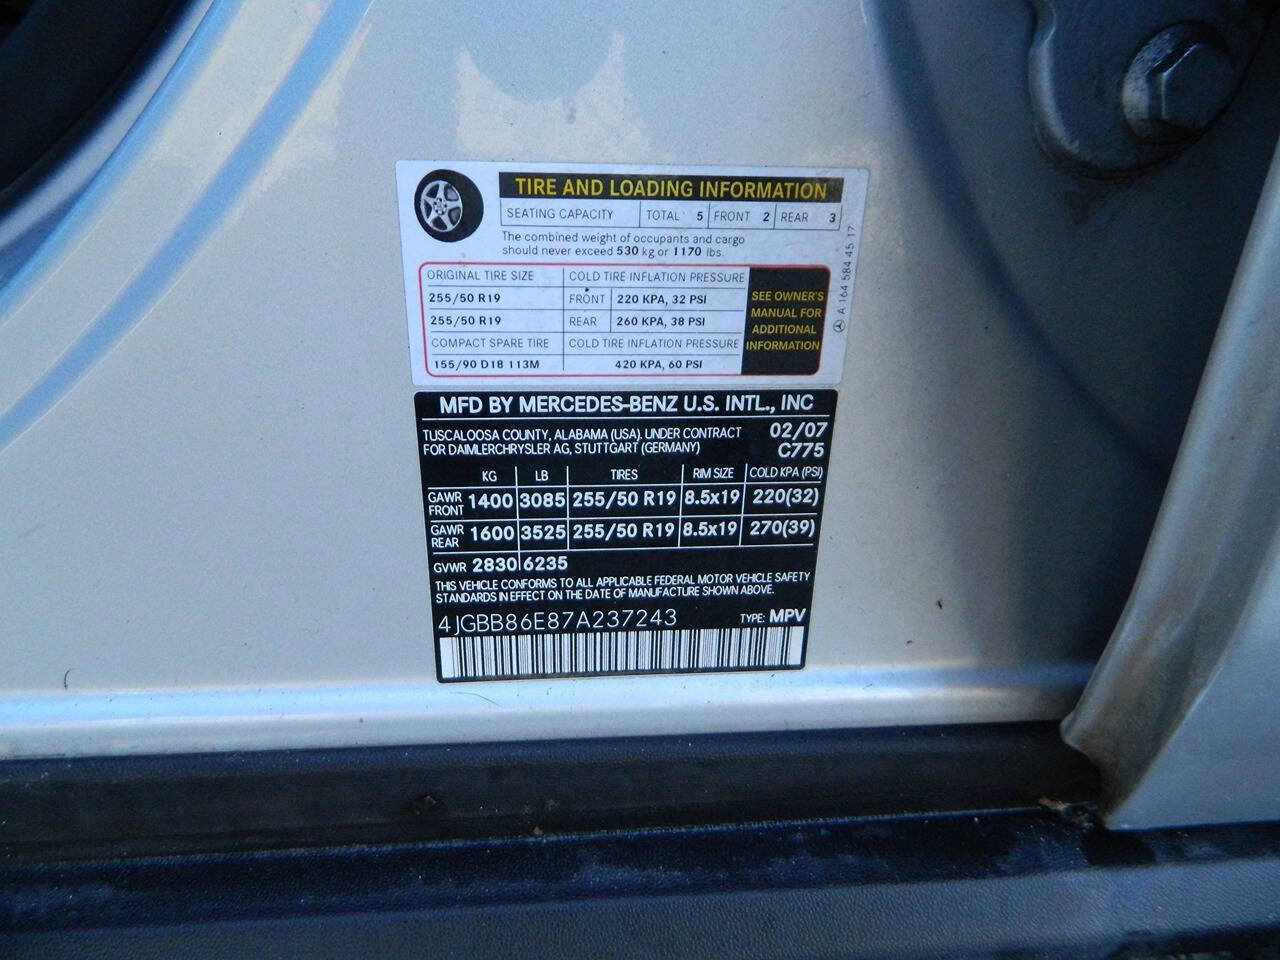 TIRE AND LOADING INFORMATION
SEATING CAPACITY TOTAL 5 FRONT 2 REAR 3
The combined weight of occupants and cargo
should never exceed 530 kg or 1170 lbs.
ORIGINAL TIRE SIZE COLD TIRE INFLATION PRESSURE
255/50 R19 FRONT 220 KPA, 32 PSI
255/50 R19 REAR 260 KPA, 38 PSI
COMPACT SPARE TIRE COLD TIRE INFLATION PRESSURE
155/90 D18 113M 420 KPA, 60 PSI
SEE OWNER'S
MANUAL FOR
ADDITIONAL
INFORMATION
A 164 584 45 17
MFD BY MERCEDES-BENZ U.S. INTL., INC
TUSCALOOSA COUNTY, ALABAMA (USA). UNDER CONTRACT 02/07
FOR DAIMLERCHRYSLER AG, STUTTGART (GERMANY) C775
KG LB TIRES RIM SIZE COLD KPA (PSI)
GAWR FRONT 1400 3085 255/50 R19 8.5x19 220(32)
GAWR REAR 1600 3525 255/50 R19 8.5x19 270(39)
GVWR 2830 6235
THIS VEHICLE CONFORMS TO ALL APPLICABLE FEDERAL MOTOR VEHICLE SAFETY
STANDARDS IN EFFECT ON THE DATE OF MANUFACTURE SHOWN ABOVE.
4JGBB86E87A237243 TYPE: MPV